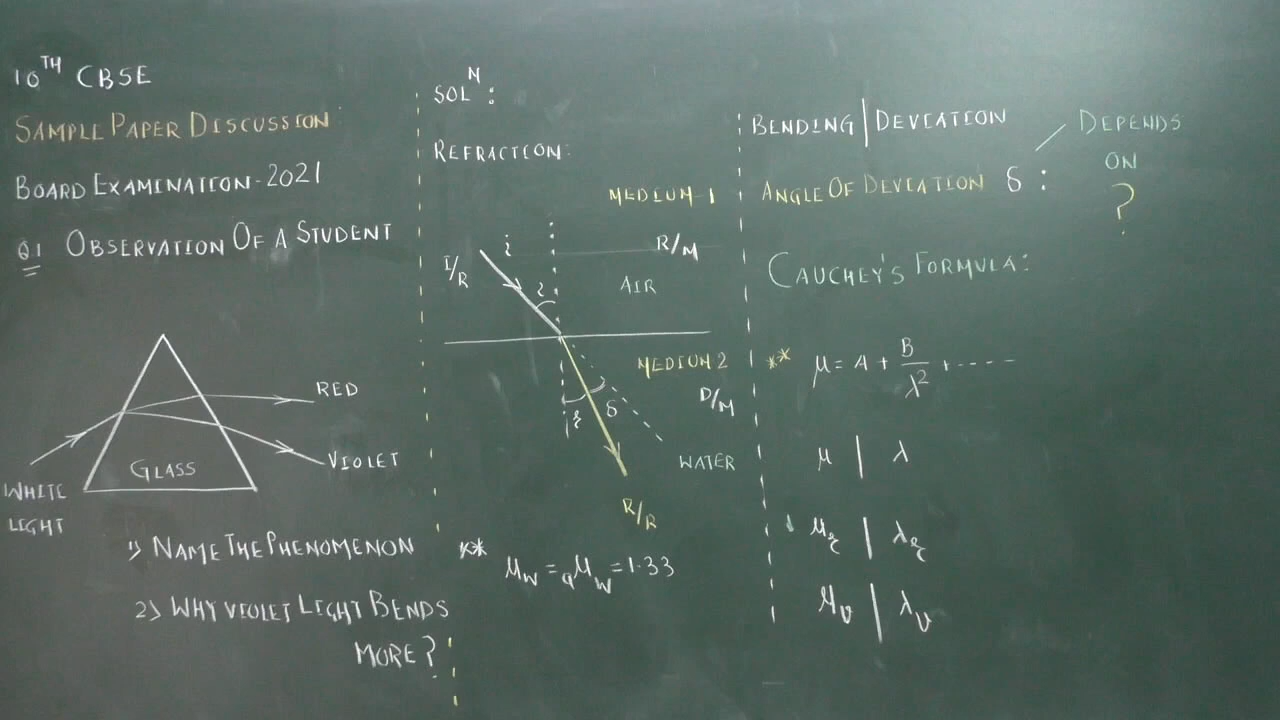 10TH CBSE
SAMPLE PAPER DISCUSSION:
BOARD EXAMINATION-2021
Q.1 OBSERVATION OF A STUDENT
RED
VIOLET
GLASS
WHITE
LIGHT
1) NAME THE PHENOMENON
2) WHY VIOLET LIGHT BENDS
MORE?
SOLN:
REFRACTION:
MEDIUM-1
i
R/M
I/R
i
AIR
MEDIUM 2
D/M
r
δ
WATER
R/R
** μw = aμw = 1.33
BENDING | DEVIATION
DEPENDS
ON
?
ANGLE OF DEVIATION δ:
CAUCHEY'S FORMULA:
** μ = A + B/λ² + -----
μ | λ
μr | λr
μv | λv